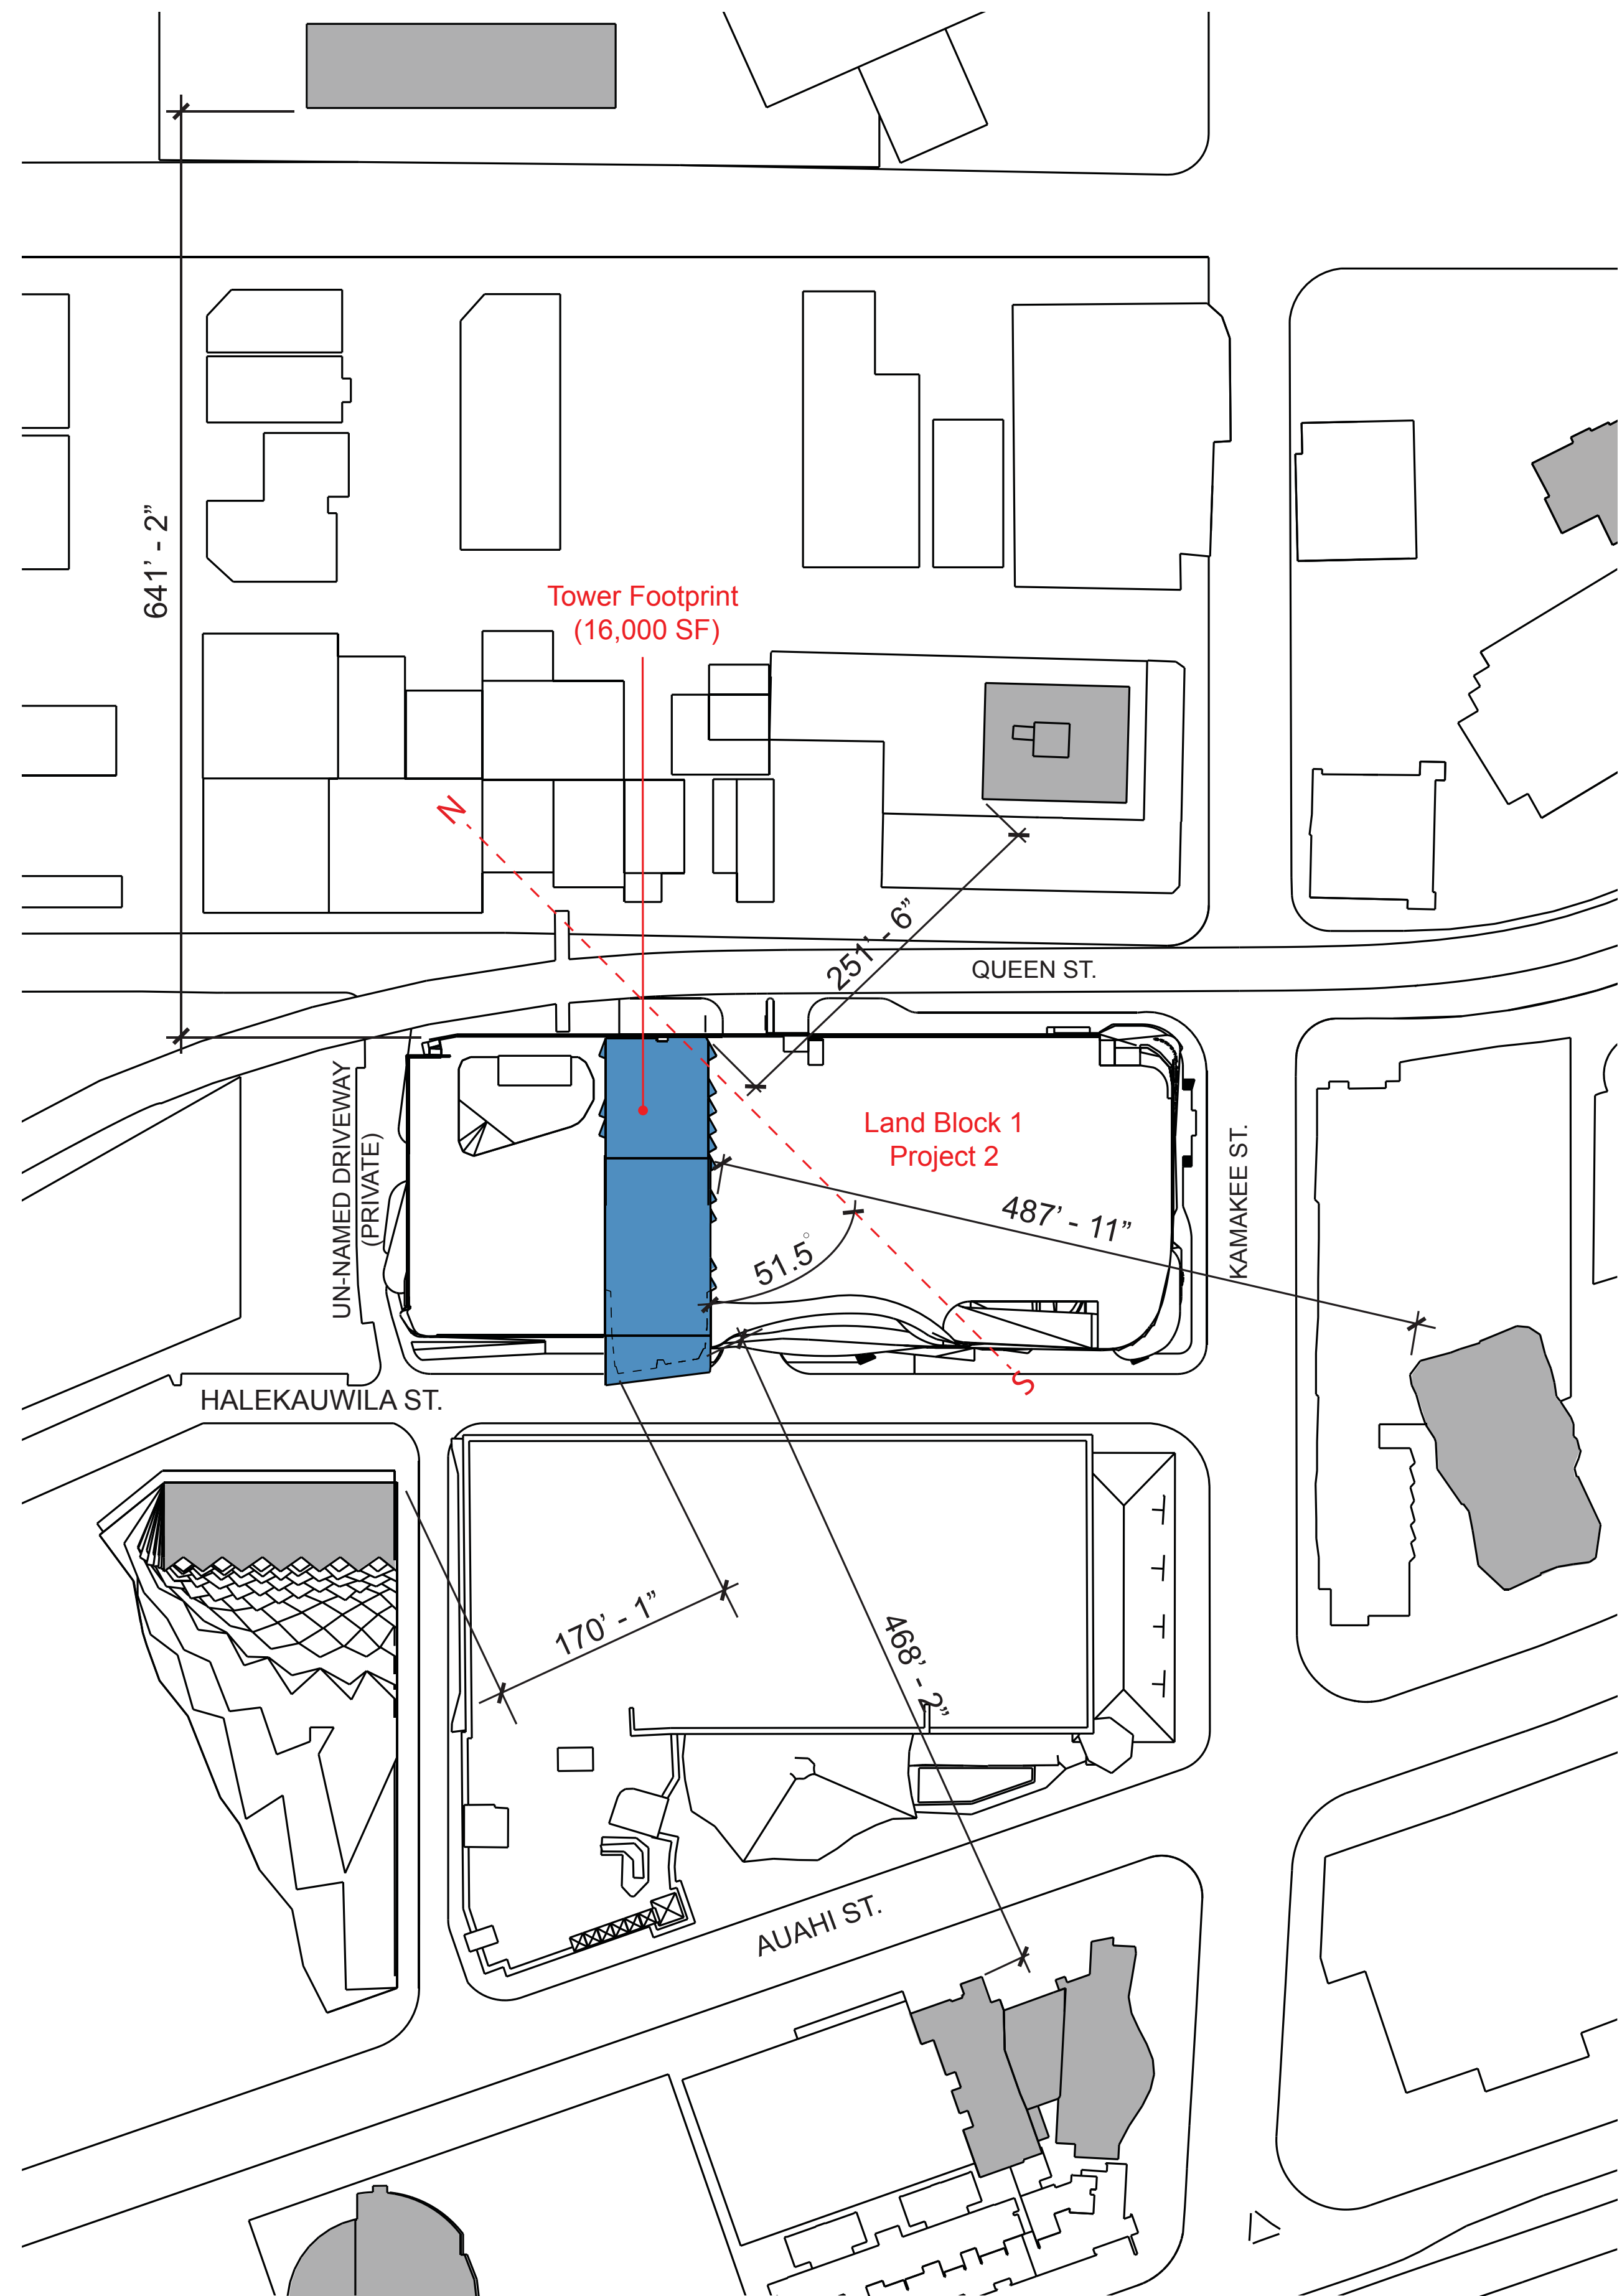 641’ - 2”
Tower Footprint
(16,000 SF)
N
251’ - 6”
QUEEN ST.
UN-NAMED DRIVEWAY
(PRIVATE)
Land Block 1
Project 2
KAMAKEE ST.
487’ - 11”
51.5°
S
HALEKAUWILA ST.
170’ - 1”
468’ - 2”
AUAHI ST.